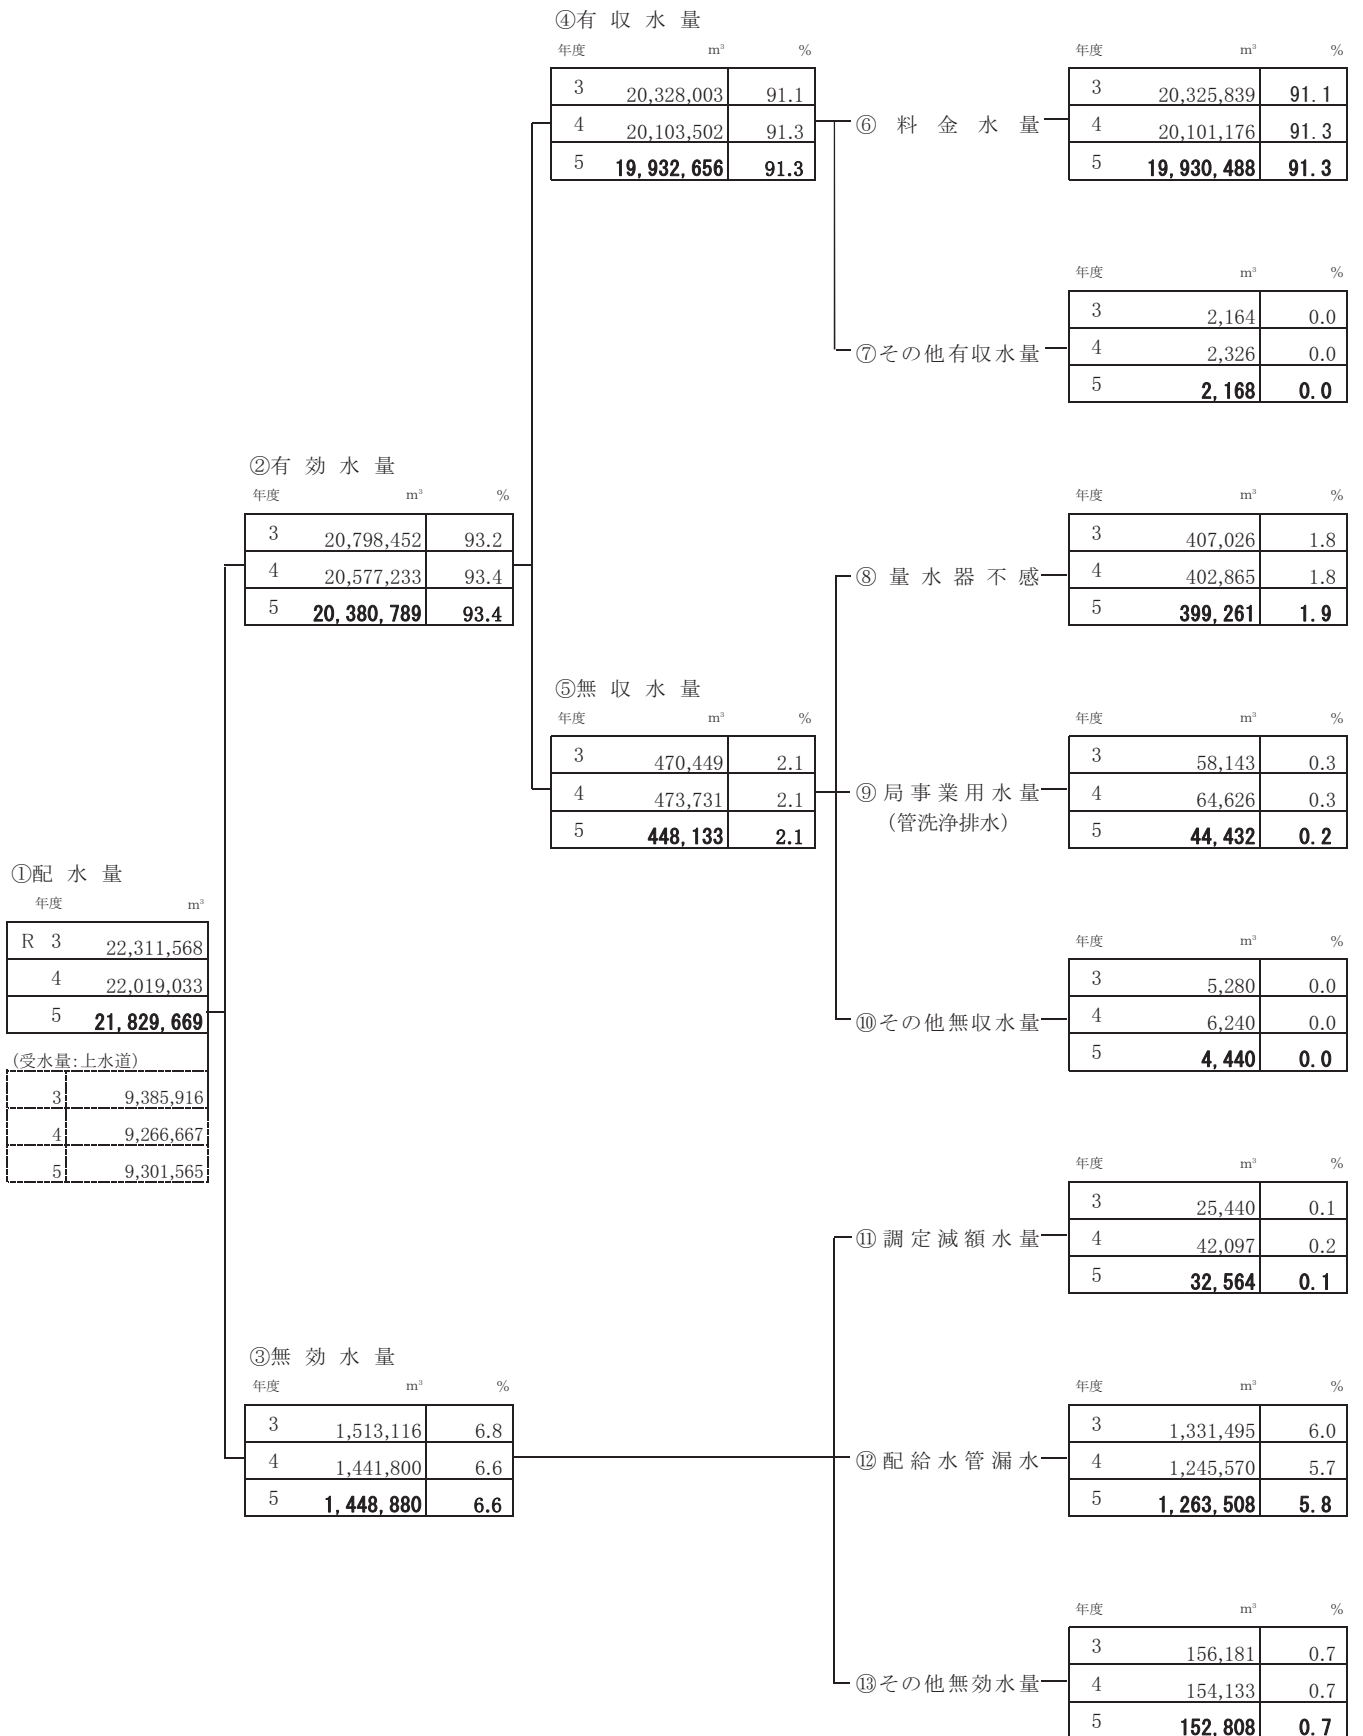 ④有収水量
年度 m³ %
3 20,328,003 91.1
4 20,103,502 91.3
5 19,932,656 91.3
年度 m³ %
3 20,325,839 91.1
4 20,101,176 91.3
5 19,930,488 91.3
⑥料金水量
年度 m³ %
3 2,164 0.0
4 2,326 0.0
5 2,168 0.0
⑦その他有収水量
②有効水量
年度 m³ %
3 20,798,452 93.2
4 20,577,233 93.4
5 20,380,789 93.4
年度 m³ %
3 407,026 1.8
4 402,865 1.8
5 399,261 1.9
⑧量水器不感
⑤無収水量
年度 m³ %
3 470,449 2.1
4 473,731 2.1
5 448,133 2.1
年度 m³ %
3 58,143 0.3
4 64,626 0.3
5 44,432 0.2
⑨局事業用水量
(管洗浄排水)
①配水量
年度 m³
R 3 22,311,568
4 22,019,033
5 21,829,669
(受水量:上水道)
3 9,385,916
4 9,266,667
5 9,301,565
年度 m³ %
3 5,280 0.0
4 6,240 0.0
5 4,440 0.0
⑩その他無収水量
年度 m³ %
3 25,440 0.1
4 42,097 0.2
5 32,564 0.1
⑪調定減額水量
③無効水量
年度 m³ %
3 1,513,116 6.8
4 1,441,800 6.6
5 1,448,880 6.6
年度 m³ %
3 1,331,495 6.0
4 1,245,570 5.7
5 1,263,508 5.8
⑫配給水管漏水
年度 m³ %
3 156,181 0.7
4 154,133 0.7
5 152,808 0.7
⑬その他無効水量